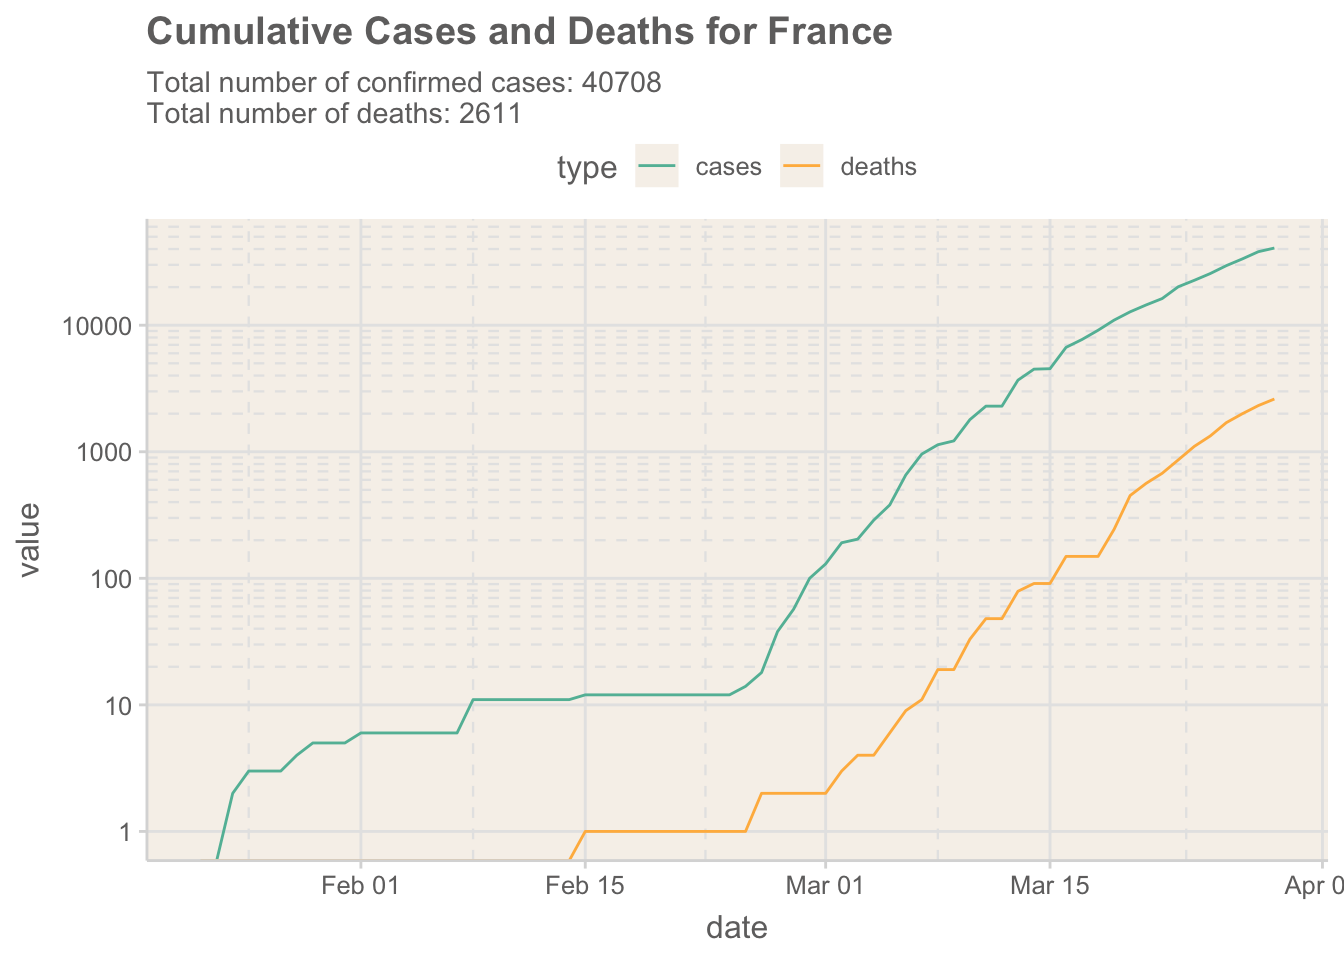 Cumulative Cases and Deaths for France
Total number of confirmed cases: 40708
Total number of deaths: 2611
type cases deaths
10000
1000
100
10
1
value
Feb 01 Feb 15 Mar 01 Mar 15 Apr 0
date